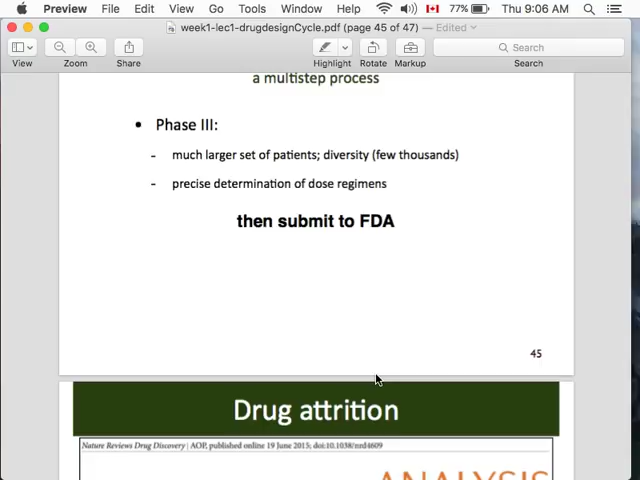 Preview File Edit View Go Tools Window Help 77% Thu 9:06 AM
week1-lec1-drugdesignCycle.pdf (page 45 of 47) — Edited
Search
View Zoom Share Highlight Rotate Markup Search
a multistep process
• Phase III:
- much larger set of patients; diversity (few thousands)
- precise determination of dose regimens
then submit to FDA
45
Drug attrition
Nature Reviews Drug Discovery | AOP, published online 19 June 2015; doi:10.1038/nrd4609
ANALYSIS